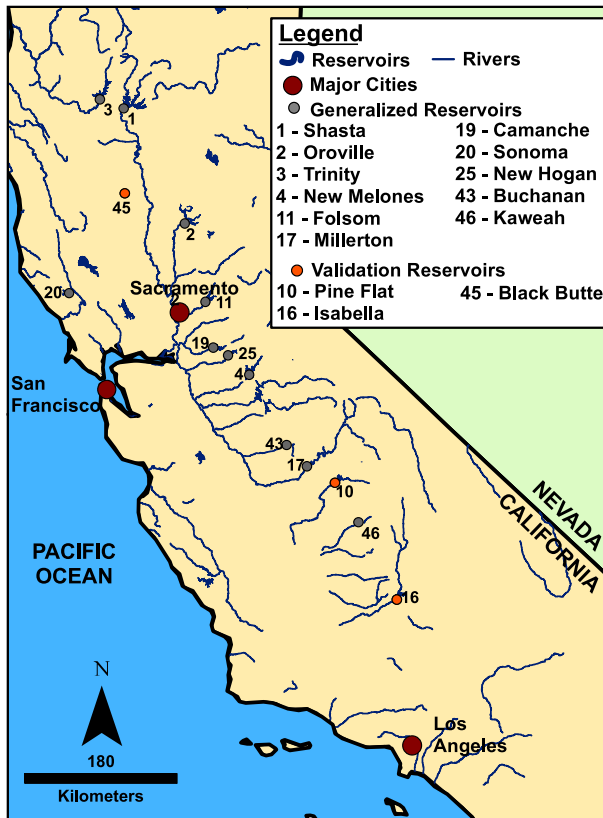 Legend
Reservoirs Rivers
Major Cities
Generalized Reservoirs
1 - Shasta 19 - Camanche
2 - Oroville 20 - Sonoma
3 - Trinity 25 - New Hogan
4 - New Melones 43 - Buchanan
11 - Folsom 46 - Kaweah
17 - Millerton
Validation Reservoirs
10 - Pine Flat 45 - Black Butte
16 - Isabella
3
1
45
2
20
Sacramento
2
11
19
25
4
San
Francisco
43
17
10
46
16
NEVADA
CALIFORNIA
PACIFIC
OCEAN
N
180
Kilometers
Los
Angeles